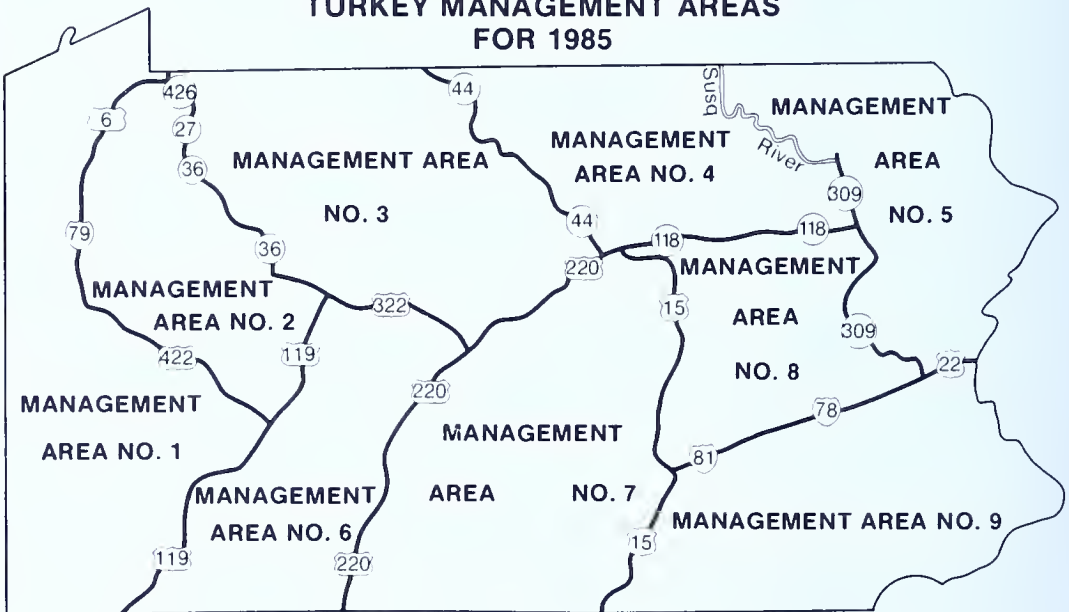 TURKEY MANAGEMENT AREAS
FOR 1985
426
6
27
36
79
36
MANAGEMENT AREA
NO. 3
44
44
MANAGEMENT
AREA NO. 4
Susq
River
MANAGEMENT
AREA
NO. 5
309
118
118
220
MANAGEMENT
AREA NO. 2
322
422
119
15
MANAGEMENT
AREA
NO. 8
309
22
78
81
220
MANAGEMENT
AREA NO. 1
MANAGEMENT
AREA NO. 7
MANAGEMENT
AREA NO. 6
MANAGEMENT AREA NO. 9
15
119
220